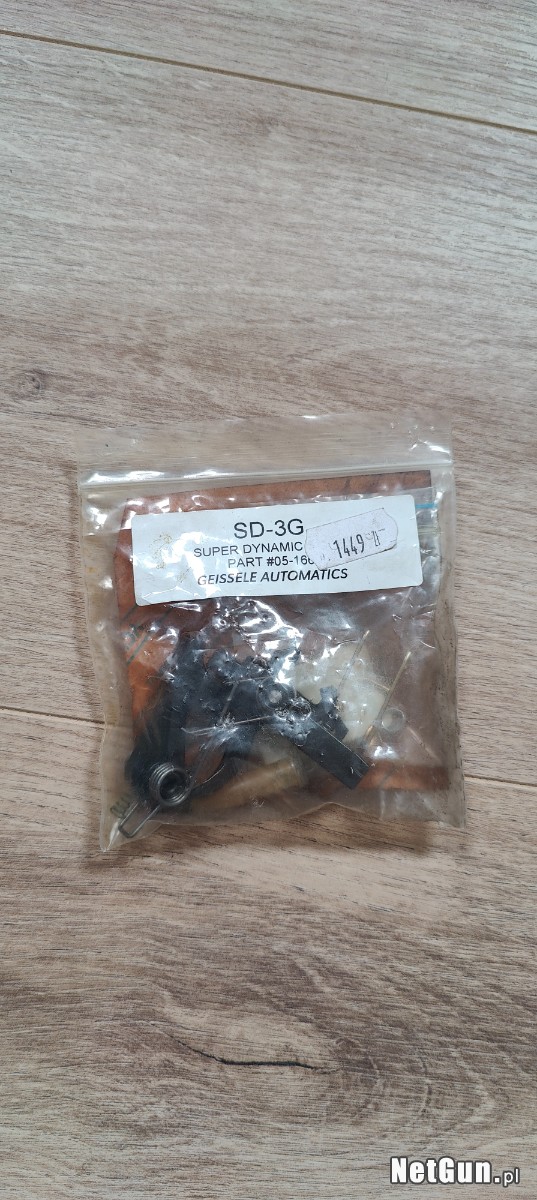 SD-3G
SUPER DYNAMIC
PART #05-16
GEISSELE AUTOMATICS
1449
NetGun.pl